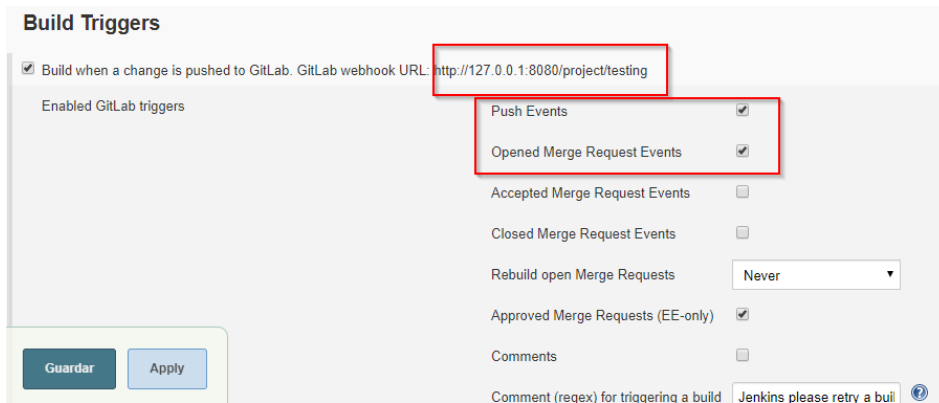 Build Triggers
Build when a change is pushed to GitLab. GitLab webhook URL: http://127.0.0.1:8080/project/testing
Enabled GitLab triggers
Push Events
Opened Merge Request Events
Accepted Merge Request Events
Closed Merge Request Events
Rebuild open Merge Requests Never
Approved Merge Requests (EE-only)
Guardar Apply
Comments
Comment (regex) for triggering a build Jenkins please retry a buil